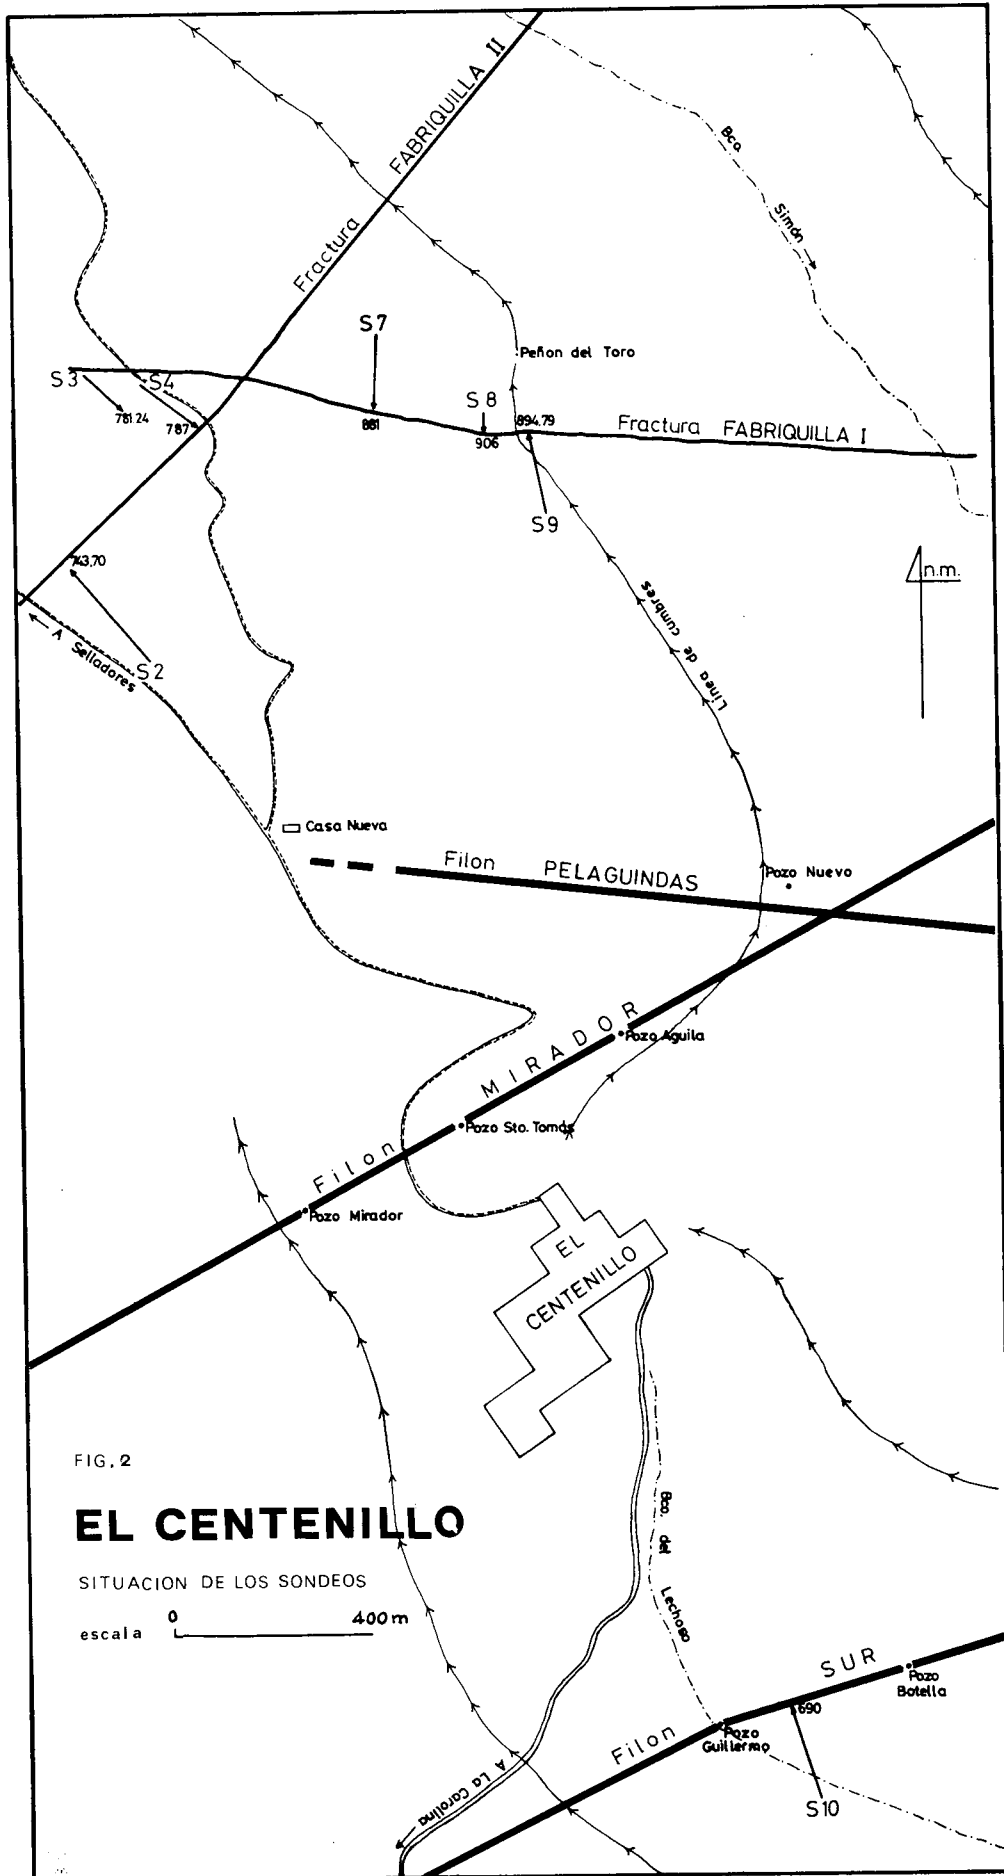 Fractura FABRIQUILLA II
Bco. Simón
S7
Peñon del Toro
S3
S4
S8
781.24
787
881
906
894.79
Fractura FABRIQUILLA I
S9
743,70
n.m.
Linea de cumbres
A Selladores
S2
Casa Nueva
Filon PELAGUINDAS
Pozo Nuevo
Filon MIRADOR
Pozo Aguila
Pozo Sto. Tomás
Pozo Mirador
EL
CENTENILLO
FIG. 2
EL CENTENILLO
SITUACION DE LOS SONDEOS
escala 0 400 m
Bco. del Lechoso
Filon SUR
Pozo
Botella
690
Pozo
Guillermo
A La Carolina
S10